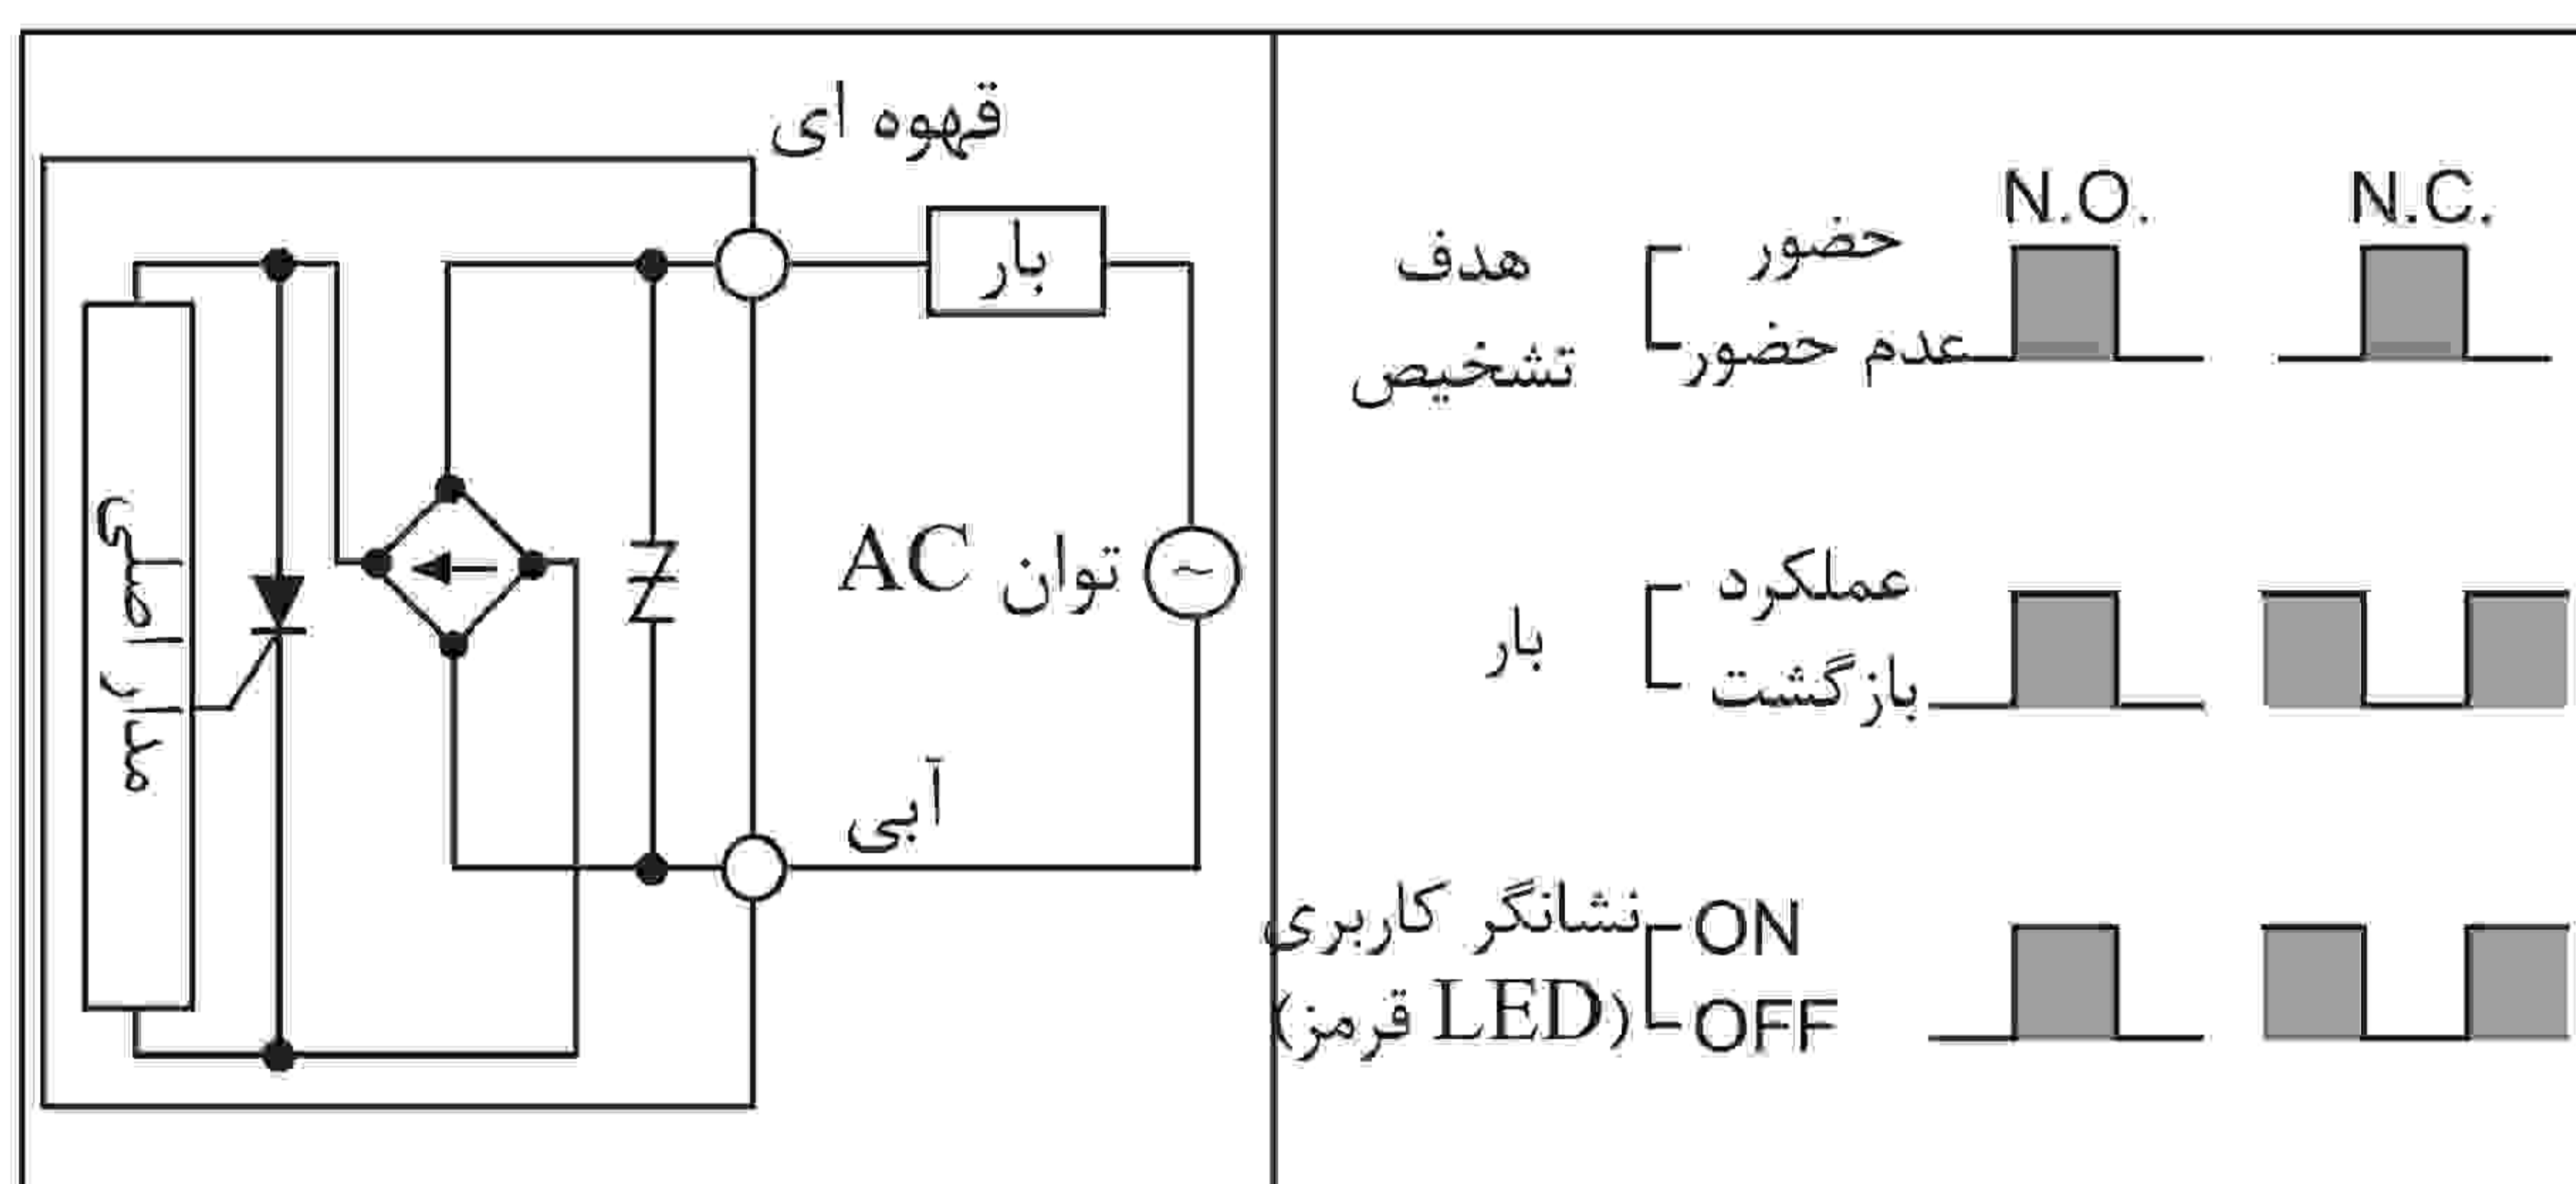 قهوه ای
بار
توان AC
~
آبی
مدار اصلی
N.O.
N.C.
هدف
تشخیص
حضور
عدم حضور
بار
عملکرد
بازگشت
نشانگر کاربری
(LED قرمز)
ON
OFF